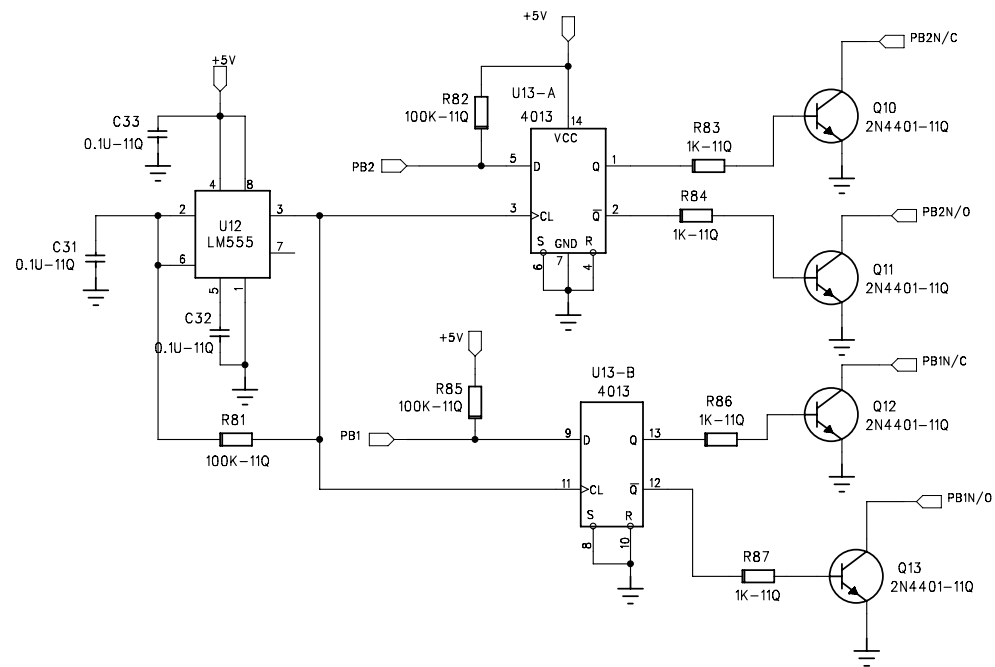 +5V
C33
0.1U-11Q
4
8
2
U12
LM555
3
7
6
C31
0.1U-11Q
5
1
C32
0.1U-11Q
R81
100K-11Q
+5V
R82
100K-11Q
U13-A
4013
14
VCC
PB2
5
D
Q
1
3
CL
Q
2
S
GND
R
6
7
4
R83
1K-11Q
R84
1K-11Q
PB2N/C
Q10
2N4401-11Q
PB2N/O
Q11
2N4401-11Q
+5V
R85
100K-11Q
U13-B
4013
PB1
9
D
Q
13
11
CL
Q
12
S
R
8
10
R86
1K-11Q
PB1N/C
Q12
2N4401-11Q
R87
1K-11Q
PB1N/O
Q13
2N4401-11Q